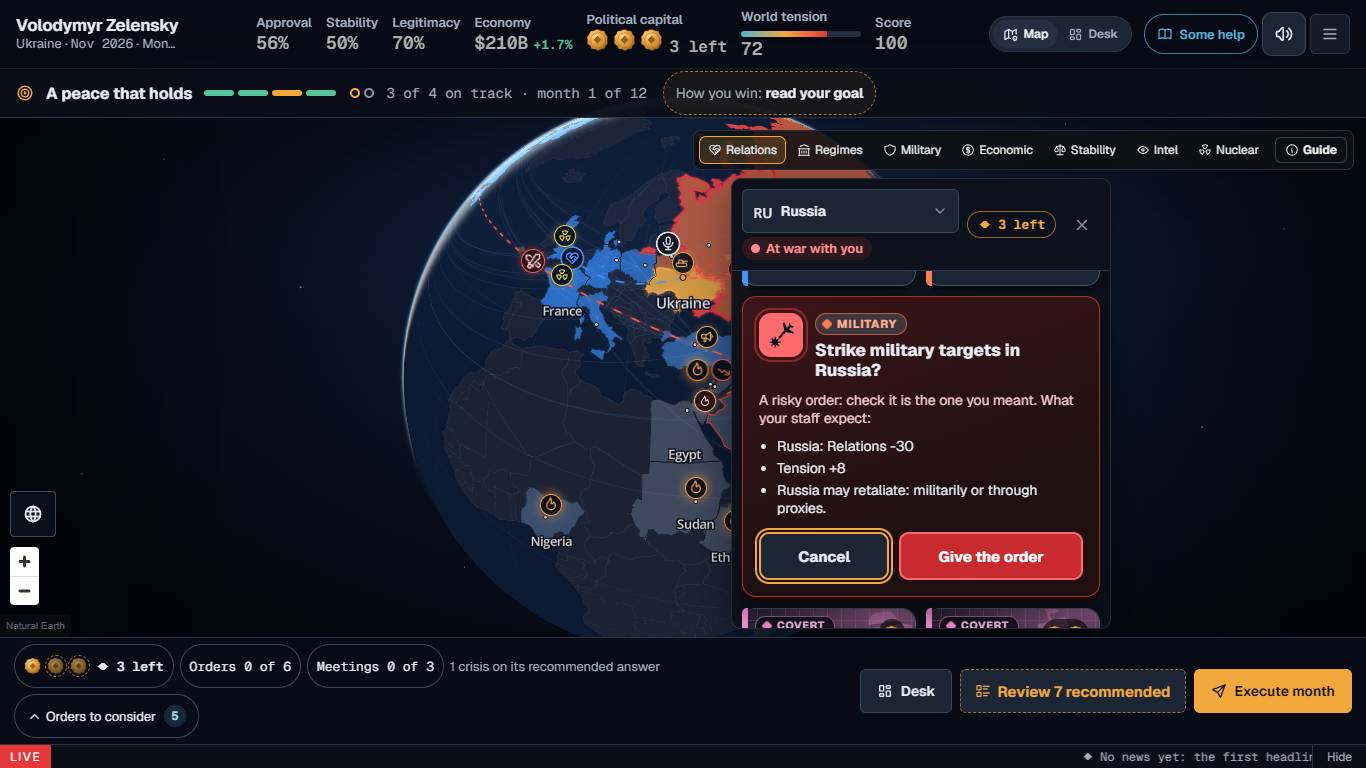 Volodymyr Zelensky
Ukraine · Nov 2026 · Mon...
Approval
56%
Stability
50%
Legitimacy
70%
Economy
$210B +1.7%
Political capital
3 left
World tension
72
Score
100
Map
Desk
Some help
A peace that holds
3 of 4 on track · month 1 of 12
How you win: read your goal
Relations
Regimes
Military
Economic
Stability
Intel
Nuclear
Guide
RU Russia
3 left
At war with you
MILITARY
Strike military targets in
Russia?
A risky order: check it is the one you meant. What
your staff expect:
• Russia: Relations -30
• Tension +8
• Russia may retaliate: militarily or through
proxies.
Cancel
Give the order
COVERT
COVERT
France
Ukraine
Egypt
Sudan
Nigeria
Eth
+
−
Natural Earth
3 left
Orders 0 of 6
Meetings 0 of 3
1 crisis on its recommended answer
Orders to consider 5
Desk
Review 7 recommended
Execute month
LIVE
No news yet: the first headlin
Hide